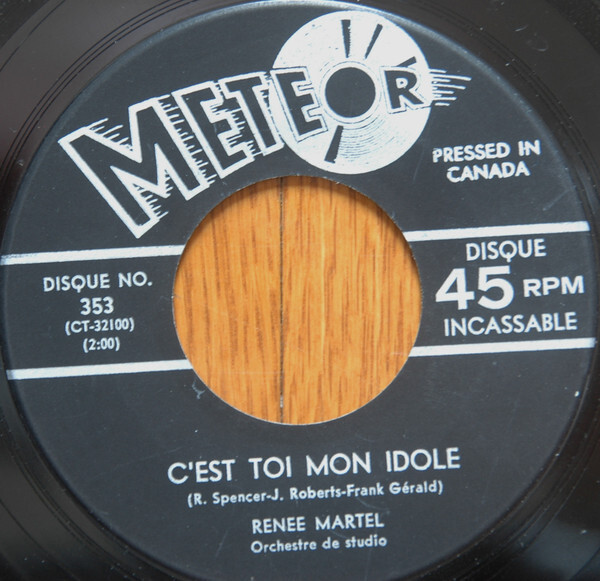 METEOR
PRESSED IN
CANADA
DISQUE NO.
353
(CT-32100)
(2:00)
DISQUE
45 RPM
INCASSABLE
C'EST TOI MON IDOLE
(R. Spencer-J. Roberts-Frank Gérald)
RENEE MARTEL
Orchestre de studio